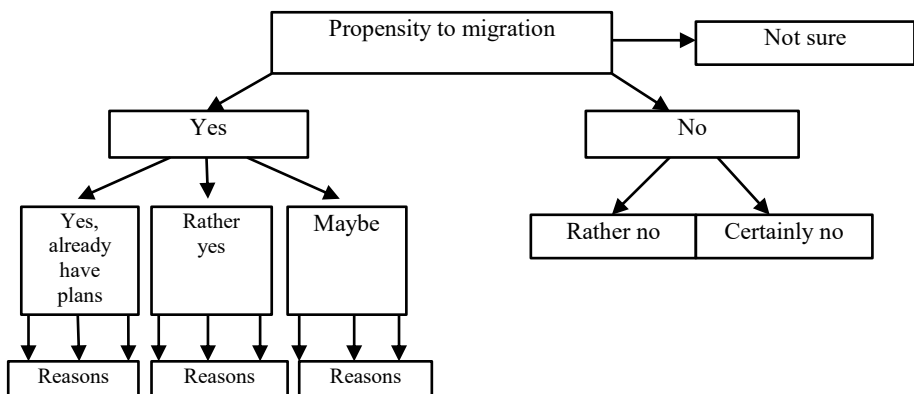 Propensity to migration
Not sure
Yes
No
Yes,
already
have
plans
Rather
yes
Maybe
Rather no
Certainly no
Reasons
Reasons
Reasons